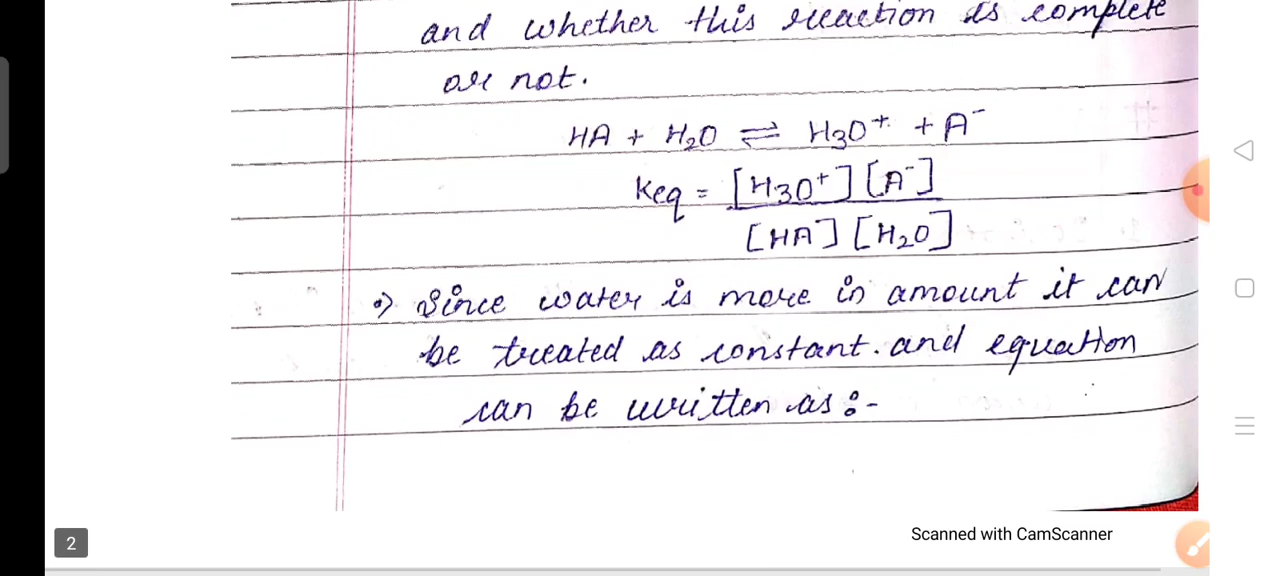 and whether this reaction is complete
or not.
HA + H₂O ⇌ H3O⁺ + A⁻
Keq = [H3O⁺] [A⁻]
[HA] [H₂O]
Since water is more in amount it can
be treated as constant. and equation
can be written as :-
Scanned with CamScanner
2